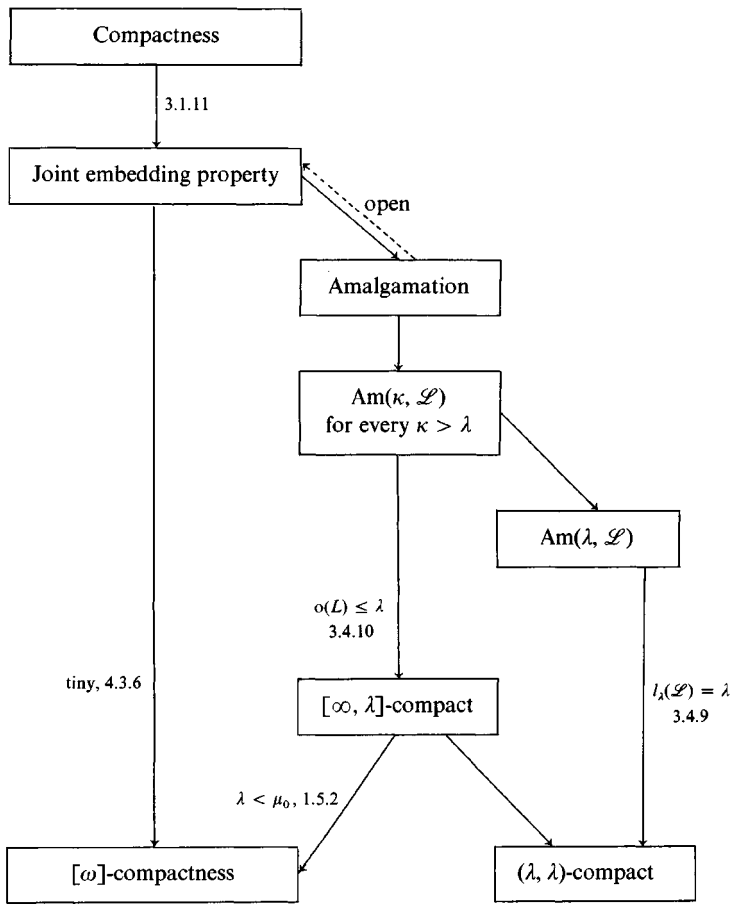 Compactness
3.1.11
Joint embedding property
open
Amalgamation
Am(κ, ℒ)
for every κ > λ
Am(λ, ℒ)
o(L) ≤ λ
3.4.10
tiny, 4.3.6
[∞, λ]-compact
l_λ(ℒ) = λ
3.4.9
λ < μ₀, 1.5.2
[ω]-compactness
(λ, λ)-compact